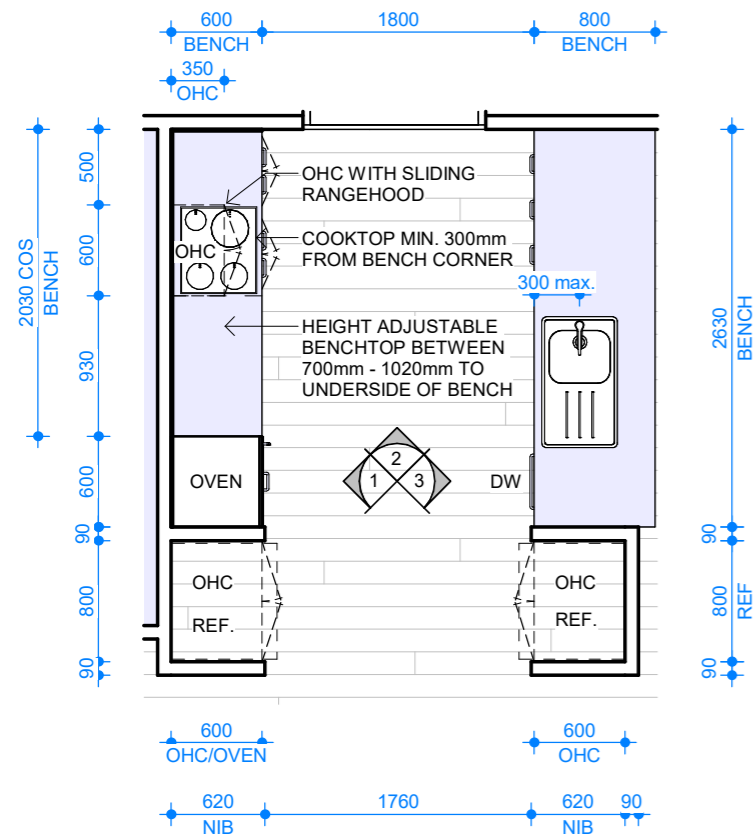 600
BENCH
1800
800
BENCH
350
OHC
500
600
930
600
90
800
90
2030 COS
BENCH
OHC WITH SLIDING
RANGEHOOD
COOKTOP MIN. 300mm
FROM BENCH CORNER
OHC
300 max.
HEIGHT ADJUSTABLE
BENCHTOP BETWEEN
700mm - 1020mm TO
UNDERSIDE OF BENCH
2630
BENCH
OVEN
1
2
3
DW
OHC
REF.
OHC
REF.
90
800
REF
90
600
OHC/OVEN
600
OHC
620
NIB
1760
620
NIB
90